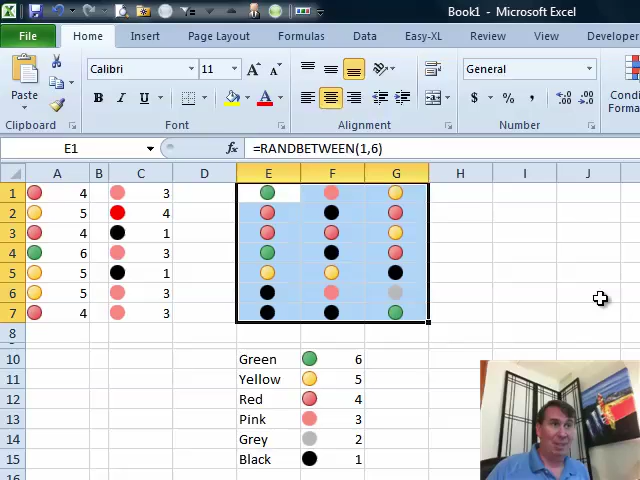 Book1 - Microsoft Excel
File Home Insert Page Layout Formulas Data Easy-XL Review View Developer
Paste Calibri 11 A A General
B I U A $ % , .00 .0
Clipboard Font Alignment Number
E1 fx =RANDBETWEEN(1,6)
A B C D E F G H I J
1 4 3
2 5 4
3 4 1
4 6 3
5 5 1
6 5 3
7 4 3
8
10 Green 6
11 Yellow 5
12 Red 4
13 Pink 3
14 Grey 2
15 Black 1
16